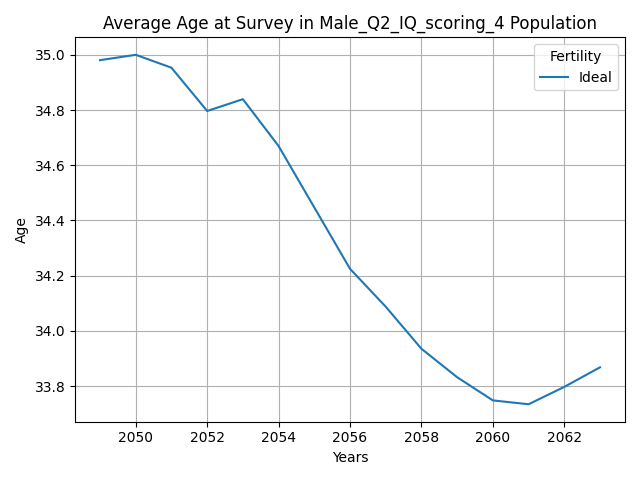 Average Age at Survey in Male_Q2_IQ_scoring_4 Population
Fertility
Ideal
35.0
34.8
34.6
34.4
34.2
34.0
33.8
Age
2050 2052 2054 2056 2058 2060 2062
Years